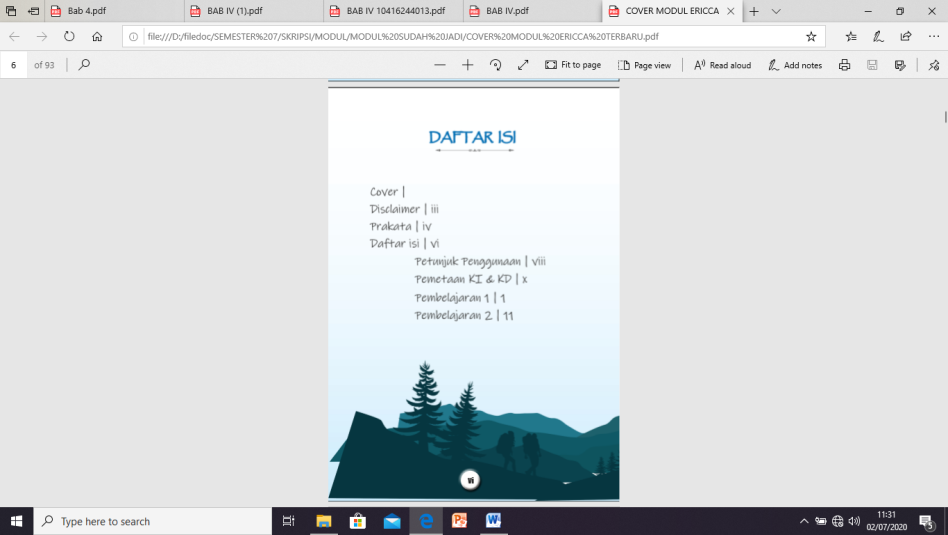 Bab 4.pdf
BAB IV (1).pdf
BAB IV 10416244013.pdf
BAB IV.pdf
COVER MODUL ERICCA
file:///D:/filedoc/SEMESTER%207/SKRIPSI/MODUL/MODUL%20SUDAH%20JADI/COVER%20MODUL%20ERICCA%20TERBARU.pdf
6 of 93
Fit to page
Page view
Read aloud
Add notes
DAFTAR ISI
Cover |
Disclaimer | iii
Prakata | iv
Daftar isi | vi
Petunjuk Penggunaan | viii
Pemetaan KI & KD | x
Pembelajaran 1 | 1
Pembelajaran 2 | 11
vi
Type here to search
11:31
02/07/2020
5